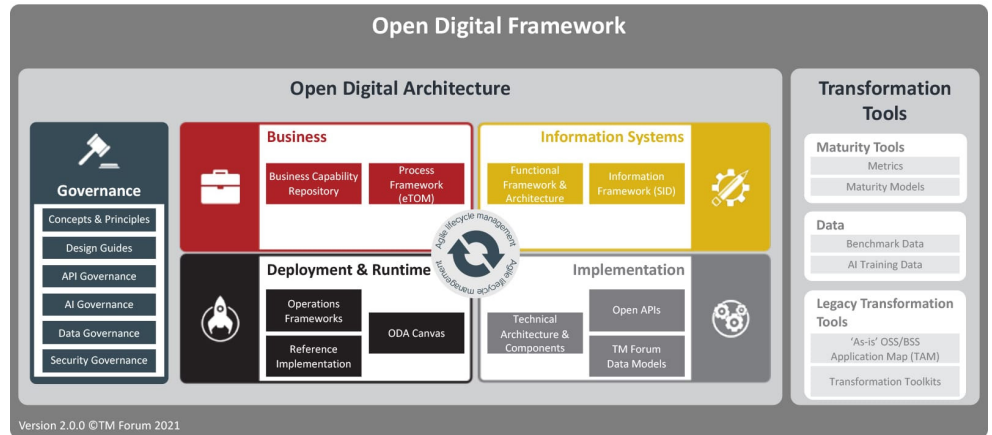 Open Digital Framework
Open Digital Architecture
Governance
Concepts & Principles
Design Guides
API Governance
AI Governance
Data Governance
Security Governance
Business
Business Capability
Repository
Process
Framework
(eTOM)
Information Systems
Functional
Framework &
Architecture
Information
Framework (SID)
Agile lifecycle management
Agile lifecycle management
Deployment & Runtime
Operations
Frameworks
Reference
Implementation
ODA Canvas
Implementation
Technical
Architecture &
Components
Open APIs
TM Forum
Data Models
Transformation
Tools
Maturity Tools
Metrics
Maturity Models
Data
Benchmark Data
AI Training Data
Legacy Transformation
Tools
‘As-is’ OSS/BSS
Application Map (TAM)
Transformation Toolkits
Version 2.0.0 ©TM Forum 2021